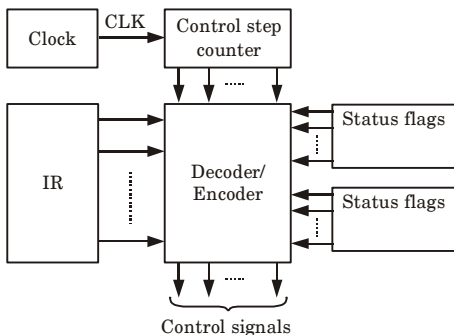 Clock
CLK
Control step
counter
IR
Decoder/
Encoder
Status flags
Status flags
Control signals